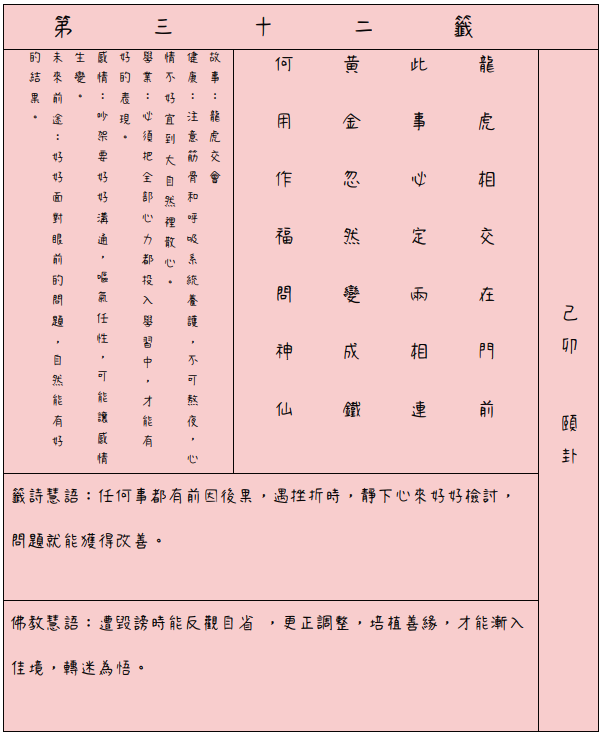 第三十二籤
己卯 頤卦
龍虎相交在門前
此事必定兩相連
黃金忽然變成鐵
何用作福問神仙
故事：龍虎交會
健康：注意筋骨和呼吸系統養護，不可熬夜，心
情不好宜到大自然裡散心。
學業：必須把全部心力都投入學習中，才能有
好的表現。
感情：吵架要好好溝通，嘔氣任性，可能讓感情
生變。
未來前途：好好面對眼前的問題，自然能有好
的結果。
籤詩慧語：任何事都有前因後果，遇挫折時，靜下心來好好檢討，
問題就能獲得改善。
佛教慧語：遭毀謗時能反觀自省 ，更正調整，培植善緣，才能漸入
佳境，轉迷為悟。